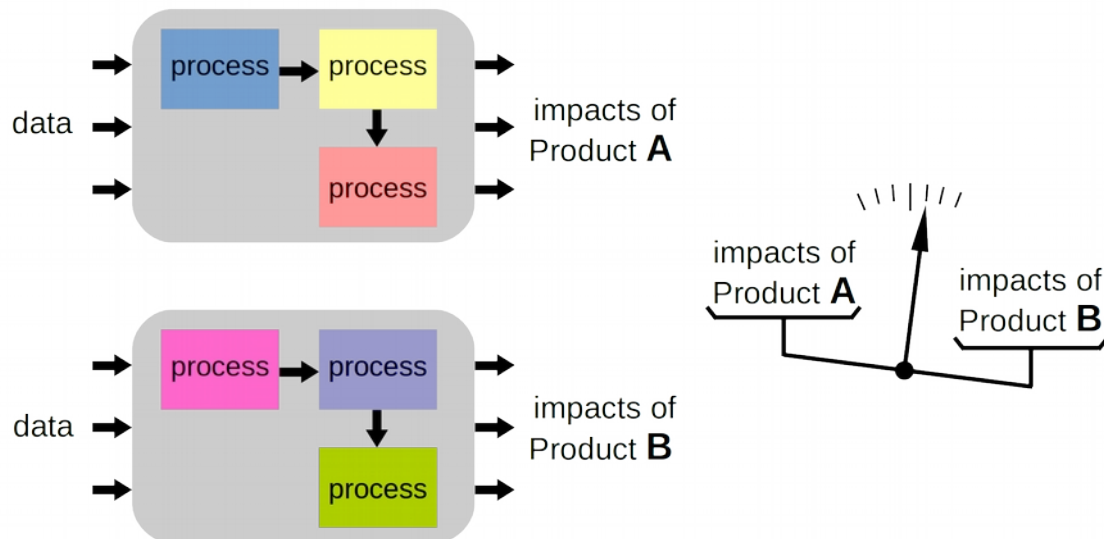 process
process
data
impacts of
Product A
process
impacts of
Product A
impacts of
Product B
process
process
data
impacts of
Product B
process